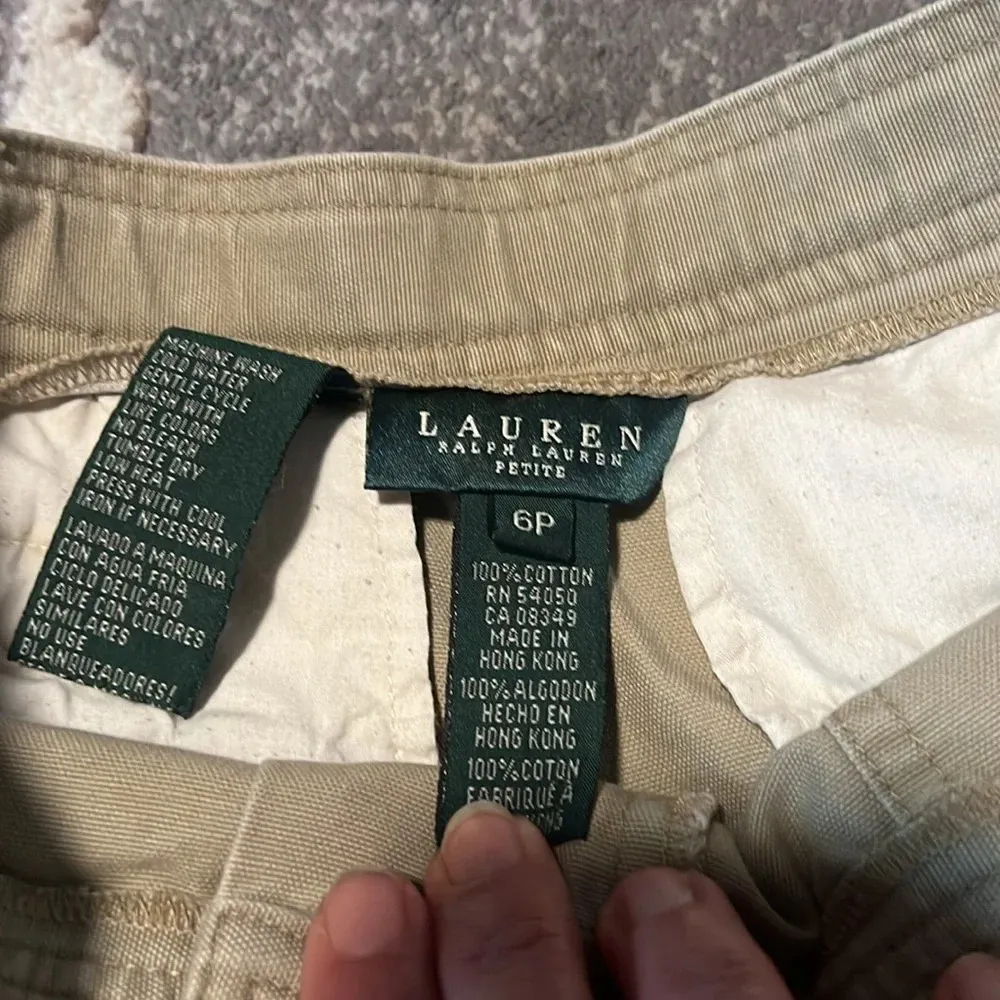 MACHINE WASH
COLD WATER
GENTLE CYCLE
WASH WITH
LIKE COLORS
NO BLEACH
TUMBLE DRY
LOW HEAT
PRESS WITH COOL
IRON IF NECESSARY
LAVADO A MAQUINA
CON AGUA FRIA
CICLO DELICADO
LAVE CON COLORES
SIMILARES
NO USE
BLANQUEADORES!
LAUREN
RALPH LAUREN
PETITE
6P
100% COTTON
RN 54050
CA 08349
MADE IN
HONG KONG
100% ALGODON
HECHO EN
HONG KONG
100% COTON
FABRIQUÉ À